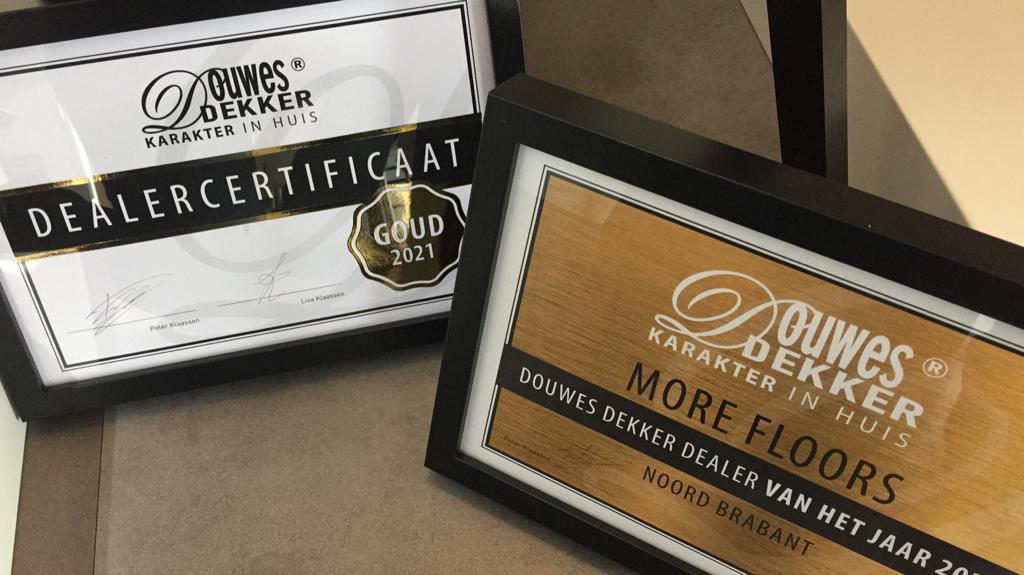 DOUWES ®
DEKKER
KARAKTER IN HUIS
DEALERCERTIFICAAT
GOUD
2021
Peter Klaassen
Lisa Klaassen
DOUWES ®
DEKKER
KARAKTER IN HUIS
MORE FLOORS
DOUWES DEKKER DEALER VAN HET JAAR
NOORD BRABANT